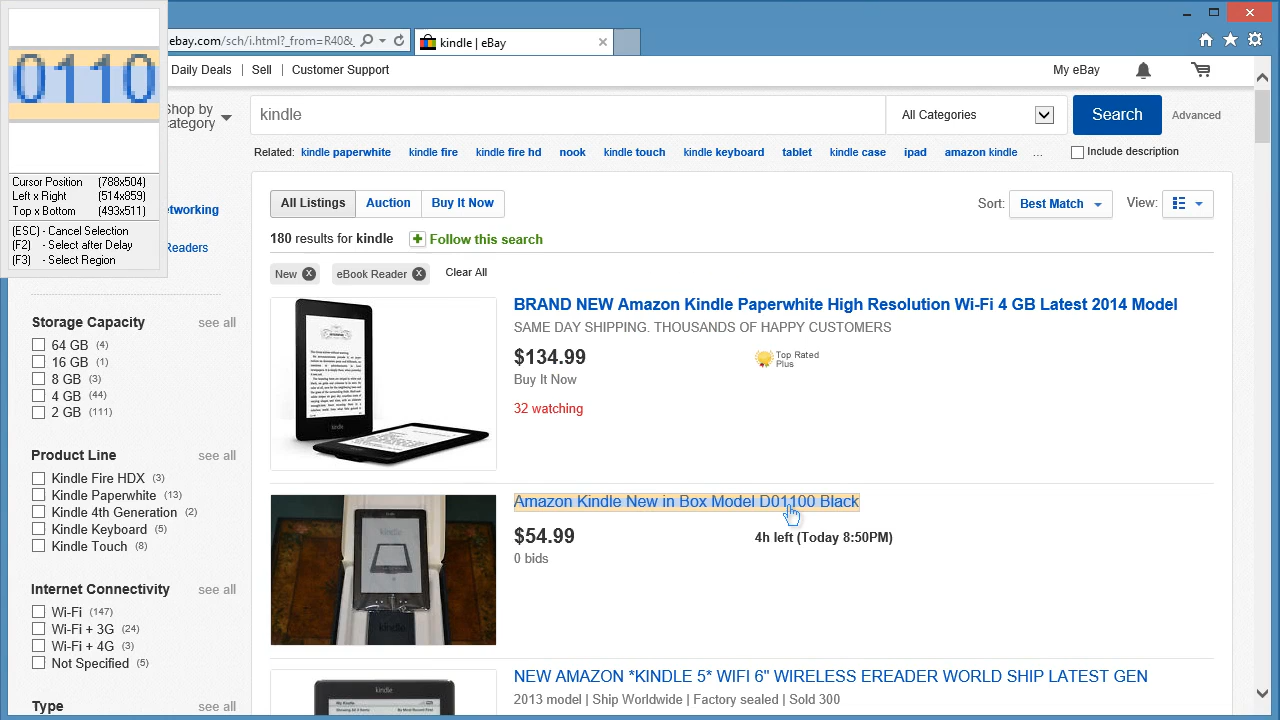 0110
Cursor Position (788x504)
Left x Right (514x859)
Top x Bottom (493x511)
(ESC) - Cancel Selection
(F2) - Select after Delay
(F3) - Select Region
ebay.com/sch/i.html?_from=R40&_
kindle | eBay
Daily Deals | Sell | Customer Support
My eBay
Shop by
category
kindle
All Categories
Search
Advanced
Related: kindle paperwhite kindle fire kindle fire hd nook kindle touch kindle keyboard tablet kindle case ipad amazon kindle ...
Include description
etworking
Readers
All Listings Auction Buy It Now
Sort: Best Match
View:
180 results for kindle
Follow this search
New
eBook Reader
Clear All
Storage Capacity see all
64 GB (4)
16 GB (1)
8 GB (3)
4 GB (44)
2 GB (111)
Product Line see all
Kindle Fire HDX (3)
Kindle Paperwhite (13)
Kindle 4th Generation (2)
Kindle Keyboard (5)
Kindle Touch (8)
Internet Connectivity see all
Wi-Fi (147)
Wi-Fi + 3G (24)
Wi-Fi + 4G (3)
Not Specified (5)
Type see all
BRAND NEW Amazon Kindle Paperwhite High Resolution Wi-Fi 4 GB Latest 2014 Model
SAME DAY SHIPPING. THOUSANDS OF HAPPY CUSTOMERS
$134.99
Top Rated
Plus
Buy It Now
32 watching
kindle
Amazon Kindle New in Box Model D01100 Black
$54.99
4h left (Today 8:50PM)
0 bids
kindle
NEW AMAZON *KINDLE 5* WIFI 6" WIRELESS EREADER WORLD SHIP LATEST GEN
2013 model | Ship Worldwide | Factory sealed | Sold 300
kindle